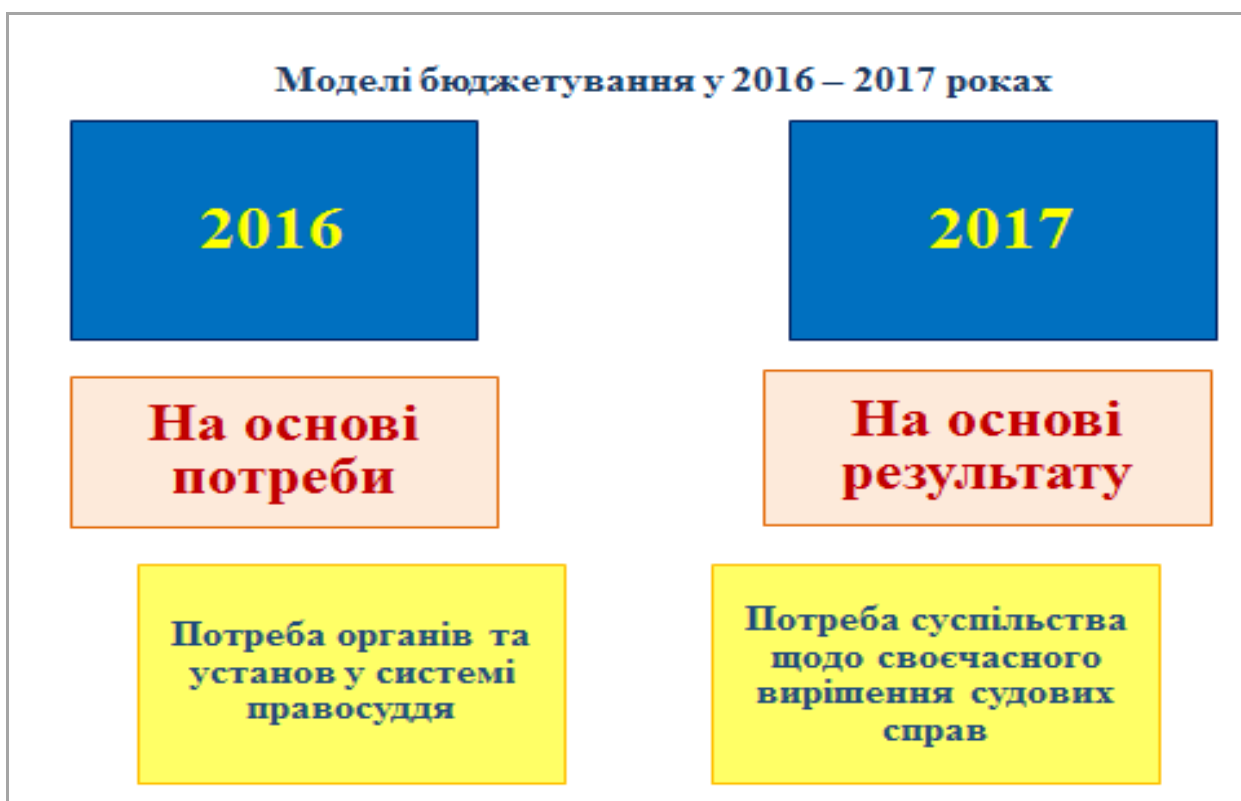 Моделі бюджетування у 2016 – 2017 роках
2016
2017
На основі
потреби
На основі
результату
Потреба органів та
установ у системі
правосуддя
Потреба суспільства
щодо своєчасного
вирішення судових
справ